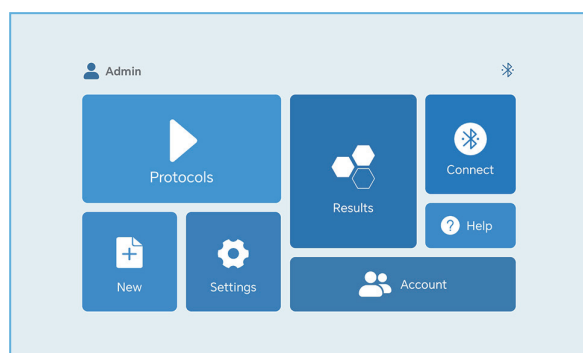 Admin
Protocols
Results
Connect
Help
New
Settings
Account